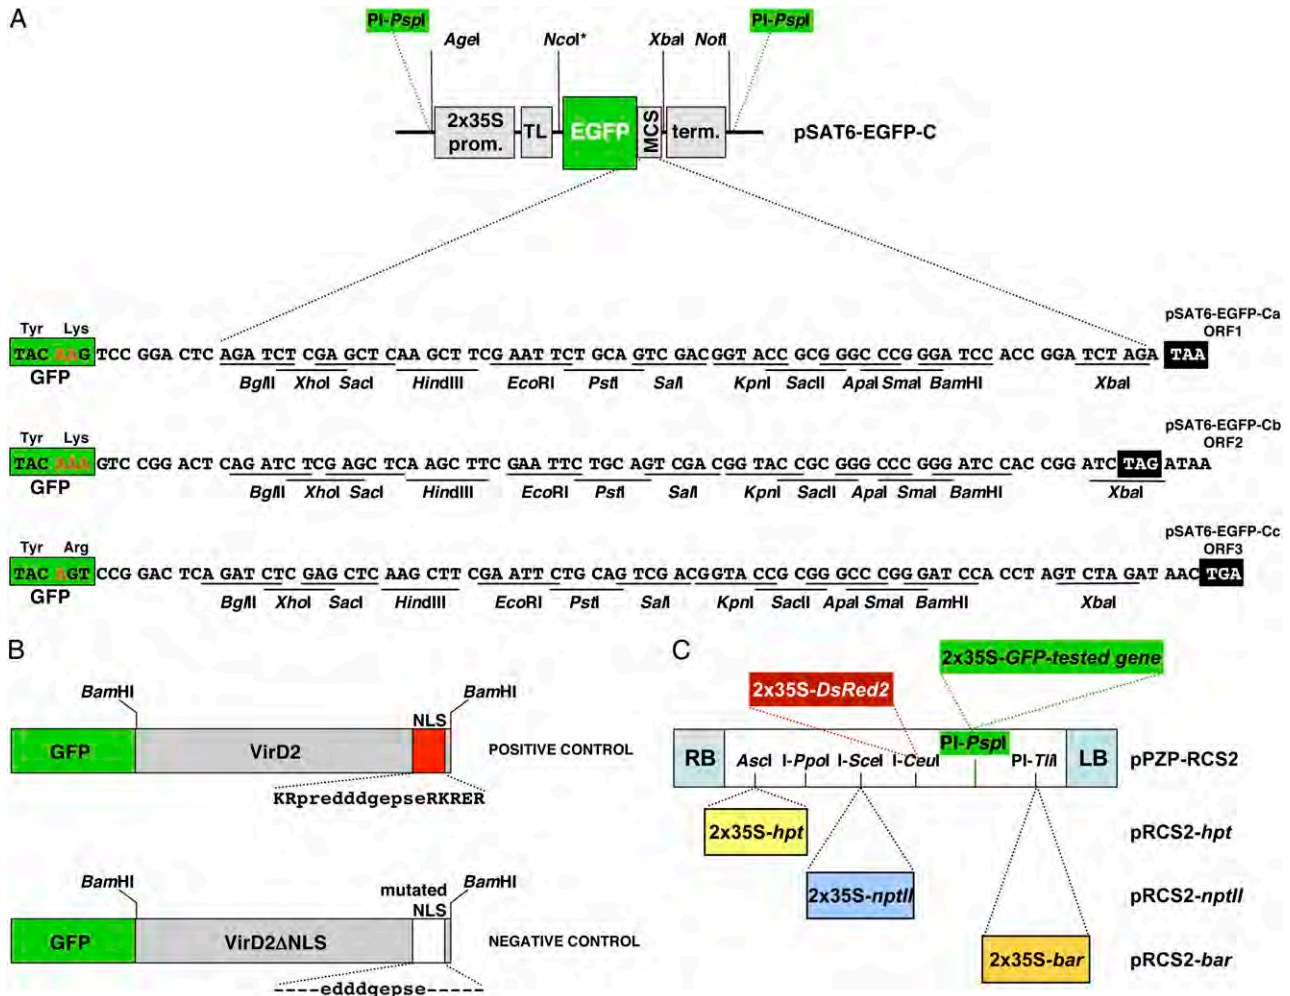 A
PI-PspI
AgeI
NcoI*
XbaI
NotI
PI-PspI
2x35S
prom.
TL
EGFP
MCS
term.
pSAT6-EGFP-C
pSAT6-EGFP-Ca
ORF1
Tyr Lys
TAC AAG TCC GGA CTC AGA TCT CGA GCT CAA GCT TCG AAT TCT GCA GTC GAC GGT ACC GCG GGC CCG GGA TCC ACC GGA TCT AGA TAA
GFP
BglII XhoI SacI HindIII EcoRI PstI SalI KpnI SacII ApaI SmaI BamHI XbaI
pSAT6-EGFP-Cb
ORF2
Tyr Lys
TAC AAA GTC CGG ACT CAG ATC TCG AGC TCA AGC TTC GAA TTC TGC AGT CGA CGG TAC CGC GGG CCC GGG ATC CAC CGG ATC TAG ATAA
GFP
BglII XhoI SacI HindIII EcoRI PstI SalI KpnI SacII ApaI SmaI BamHI XbaI
pSAT6-EGFP-Cc
ORF3
Tyr Arg
TAC AGT CCG GAC TCA GAT CTC GAG CTC AAG CTT CGA ATT CTG CAG TCG ACG GTA CCG CGG GCC CGG GAT CCA CCT AGT CTA GAT AAC TGA
GFP
BglII XhoI SacI HindIII EcoRI PstI SalI KpnI SacII ApaI SmaI BamHI XbaI
B
BamHI
BamHI
NLS
GFP
VirD2
POSITIVE CONTROL
KRpredddgepseRKRER
BamHI
BamHI
mutated
NLS
GFP
VirD2ΔNLS
NEGATIVE CONTROL
----edddgepse-----
C
2x35S-GFP-tested gene
2x35S-DsRed2
RB
AscI
I-PpoI
I-SceI
I-CeuI
PI-PspI
PI-TliI
LB
pPZP-RCS2
2x35S-hpt
pRCS2-hpt
2x35S-nptII
pRCS2-nptII
2x35S-bar
pRCS2-bar